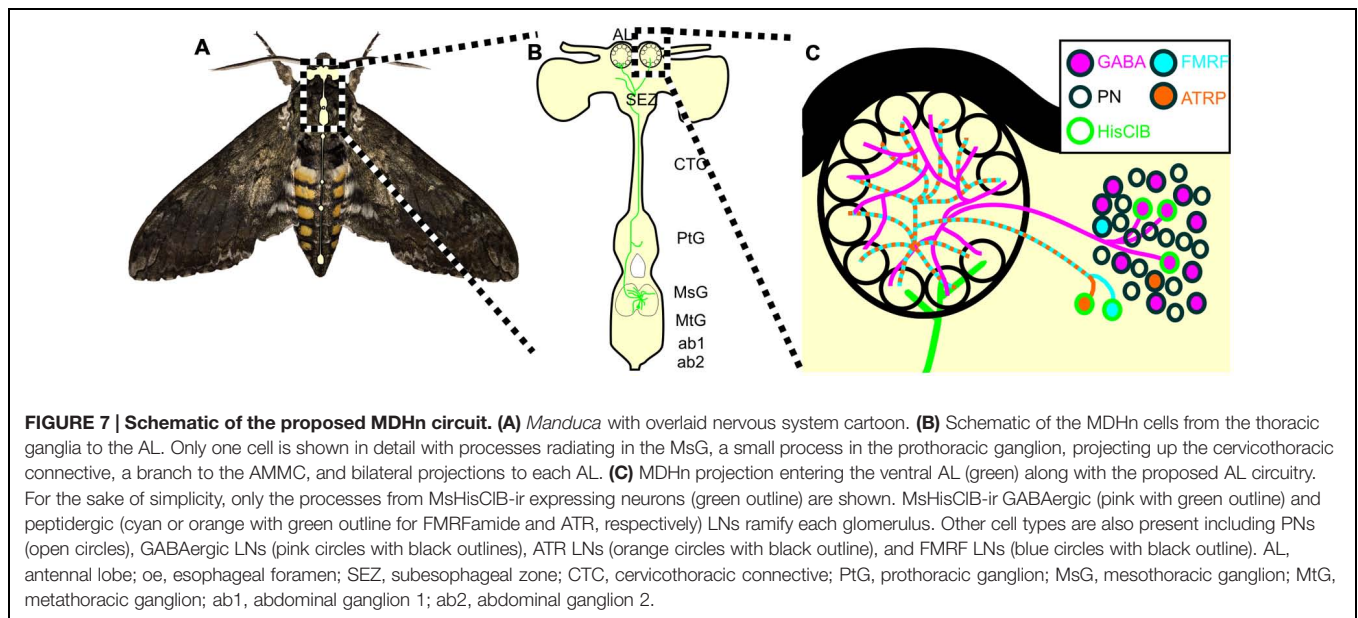 A
B
C
AL
SEZ
CTC
PtG
MsG
MtG
ab1
ab2
GABA FMRF
PN ATRP
HisClB
FIGURE 7 | Schematic of the proposed MDHn circuit. (A) Manduca with overlaid nervous system cartoon. (B) Schematic of the MDHn cells from the thoracic
ganglia to the AL. Only one cell is shown in detail with processes radiating in the MsG, a small process in the prothoracic ganglion, projecting up the cervicothoracic
connective, a branch to the AMMC, and bilateral projections to each AL. (C) MDHn projection entering the ventral AL (green) along with the proposed AL circuitry.
For the sake of simplicity, only the processes from MsHisClB-ir expressing neurons (green outline) are shown. MsHisClB-ir GABAergic (pink with green outline) and
peptidergic (cyan or orange with green outline for FMRFamide and ATR, respectively) LNs ramify each glomerulus. Other cell types are also present including PNs
(open circles), GABAergic LNs (pink circles with black outlines), ATR LNs (orange circles with black outline), and FMRF LNs (blue circles with black outline). AL,
antennal lobe; oe, esophageal foramen; SEZ, subesophageal zone; CTC, cervicothoracic connective; PtG, prothoracic ganglion; MsG, mesothoracic ganglion; MtG,
metathoracic ganglion; ab1, abdominal ganglion 1; ab2, abdominal ganglion 2.